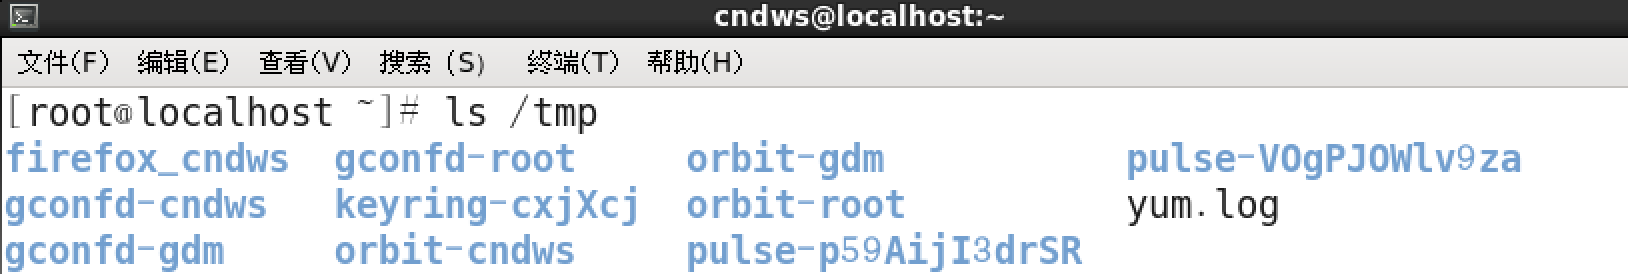 cndws@localhost:~
文件(F) 编辑(E) 查看(V) 搜索 (S) 终端(T) 帮助(H)
[root@localhost ~]# ls /tmp
firefox_cndws gconfd-root orbit-gdm pulse-VOgPJOWlv9za
gconfd-cndws keyring-cxjXcj orbit-root yum.log
gconfd-gdm orbit-cndws pulse-p59AijI3drSR